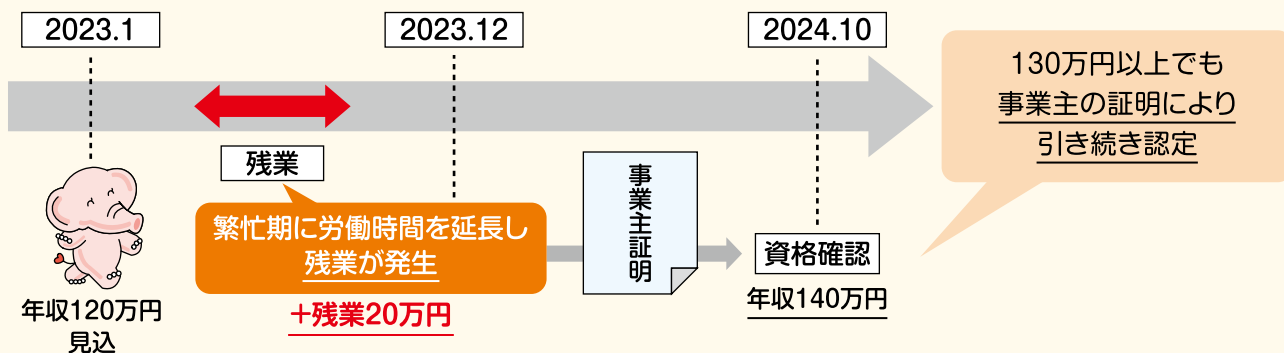 2023.1
2023.12
2024.10
130万円以上でも
事業主の証明により
引き続き認定
残業
繁忙期に労働時間を延長し
残業が発生
事業主証明
資格確認
年収120万円
見込
+残業20万円
年収140万円